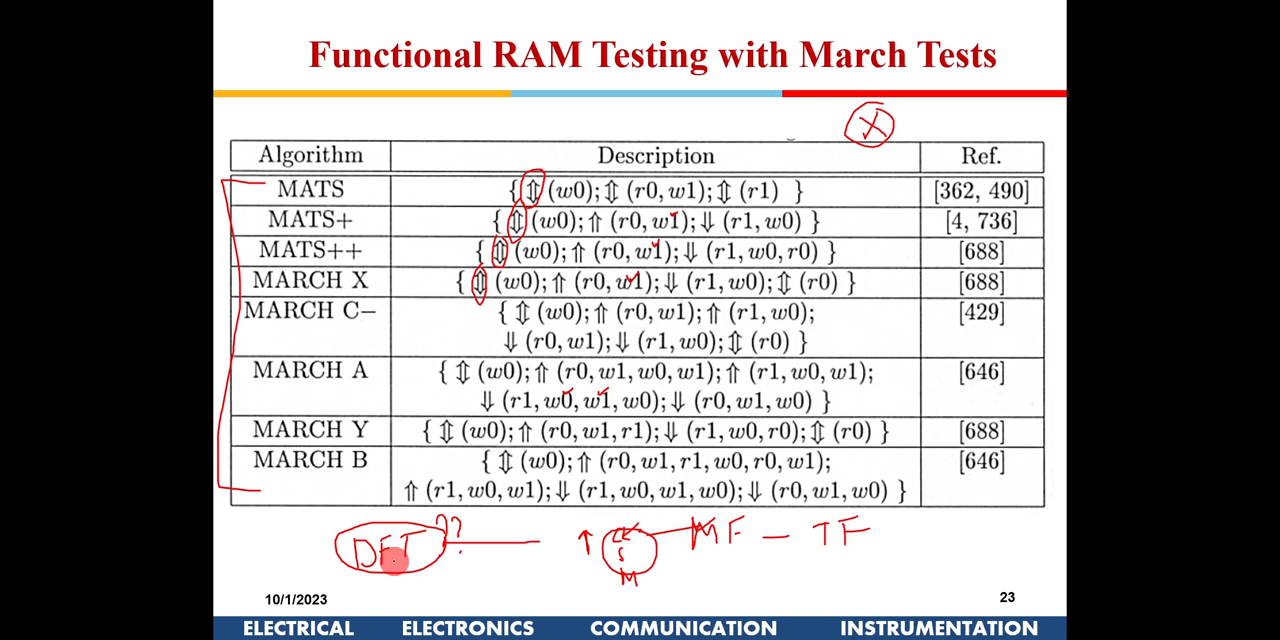 Functional RAM Testing with March Tests
X
Algorithm Description Ref.
MATS { ⇕ (w0); ⇕ (r0, w1); ⇕ (r1) } [362, 490]
MATS+ { ⇕ (w0); ⇑ (r0, w1); ⇓ (r1, w0) } [4, 736]
MATS++ { ⇕ (w0); ⇑ (r0, w1); ⇓ (r1, w0, r0) } [688]
MARCH X { ⇕ (w0); ⇑ (r0, w1); ⇓ (r1, w0); ⇕ (r0) } [688]
MARCH C− { ⇕ (w0); ⇑ (r0, w1); ⇑ (r1, w0); [429]
⇓ (r0, w1); ⇓ (r1, w0); ⇕ (r0) }
MARCH A { ⇕ (w0); ⇑ (r0, w1, w0, w1); ⇑ (r1, w0, w1); [646]
⇓ (r1, w0, w1, w0); ⇓ (r0, w1, w0) }
MARCH Y { ⇕ (w0); ⇑ (r0, w1, r1); ⇓ (r1, w0, r0); ⇕ (r0) } [688]
MARCH B { ⇕ (w0); ⇑ (r0, w1, r1, w0, r0, w1); [646]
⇑ (r1, w0, w1); ⇓ (r1, w0, w1, w0); ⇓ (r0, w1, w0) }
DFT ?? ↑ MF – TF
10/1/2023 23
ELECTRICAL ELECTRONICS COMMUNICATION INSTRUMENTATION